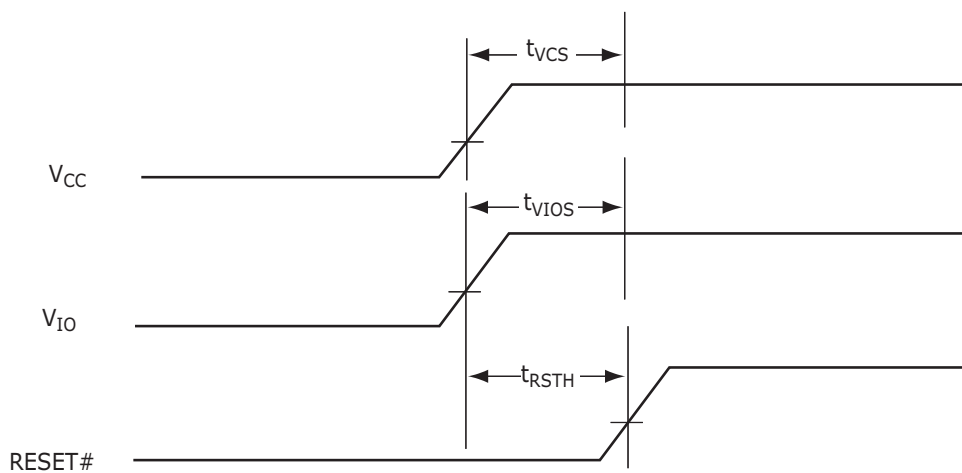 tVCS
VCC
tVIOS
VIO
tRSTH
RESET#